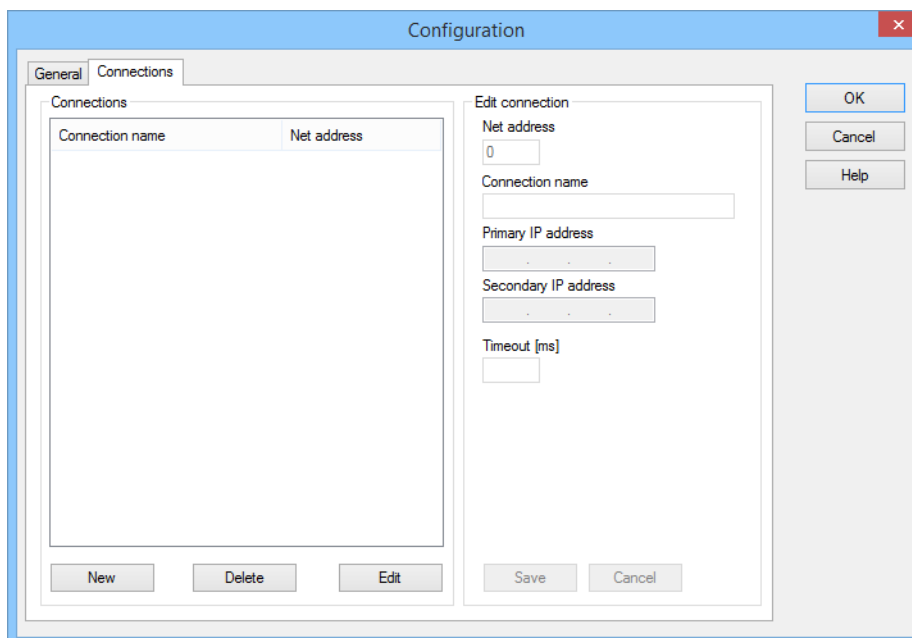 Configuration
General
Connections
Connections
Connection name
Net address
New
Delete
Edit
Edit connection
Net address
0
Connection name
Primary IP address
. . .
Secondary IP address
. . .
Timeout [ms]
Save
Cancel
OK
Cancel
Help